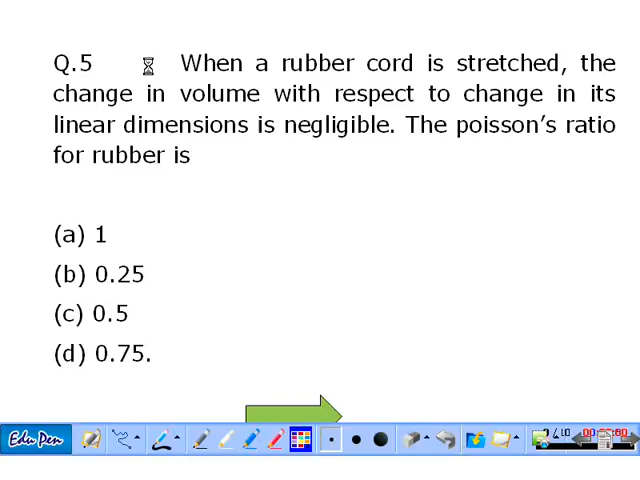 Q.5 When a rubber cord is stretched, the
change in volume with respect to change in its
linear dimensions is negligible. The poisson's ratio
for rubber is
(a) 1
(b) 0.25
(c) 0.5
(d) 0.75.
Edu Pen